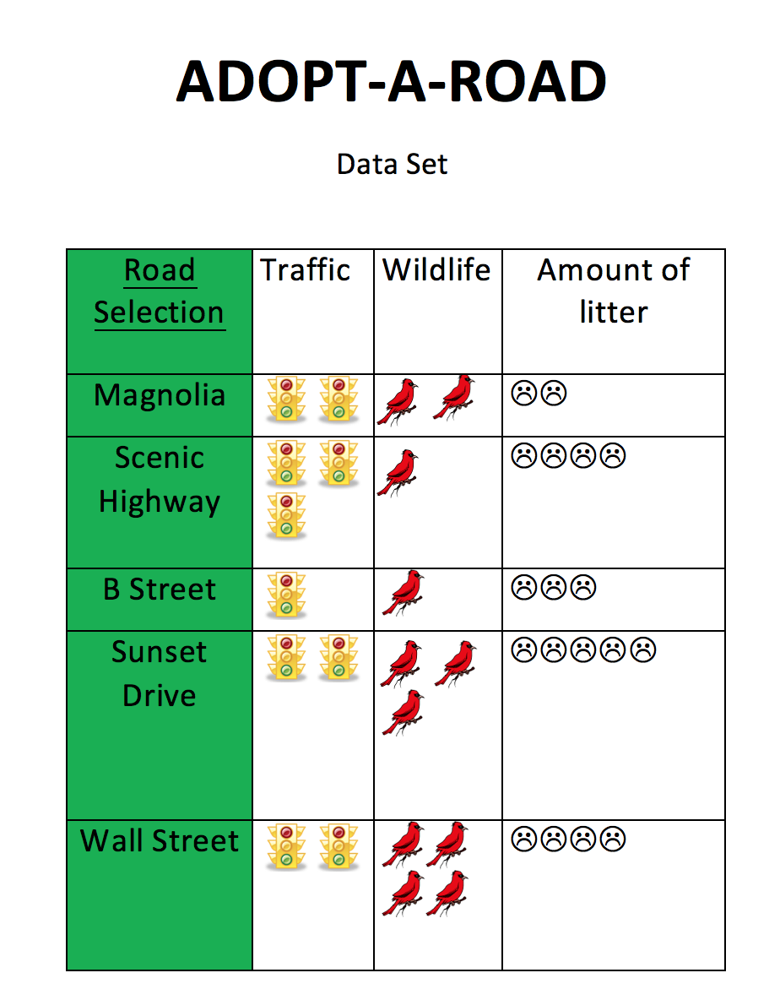 ADOPT-A-ROAD
Data Set
Road
Selection
Traffic
Wildlife
Amount of
litter
Magnolia
☹☹
Scenic
Highway
☹☹☹☹
B Street
☹☹☹
Sunset
Drive
☹☹☹☹☹
Wall Street
☹☹☹☹